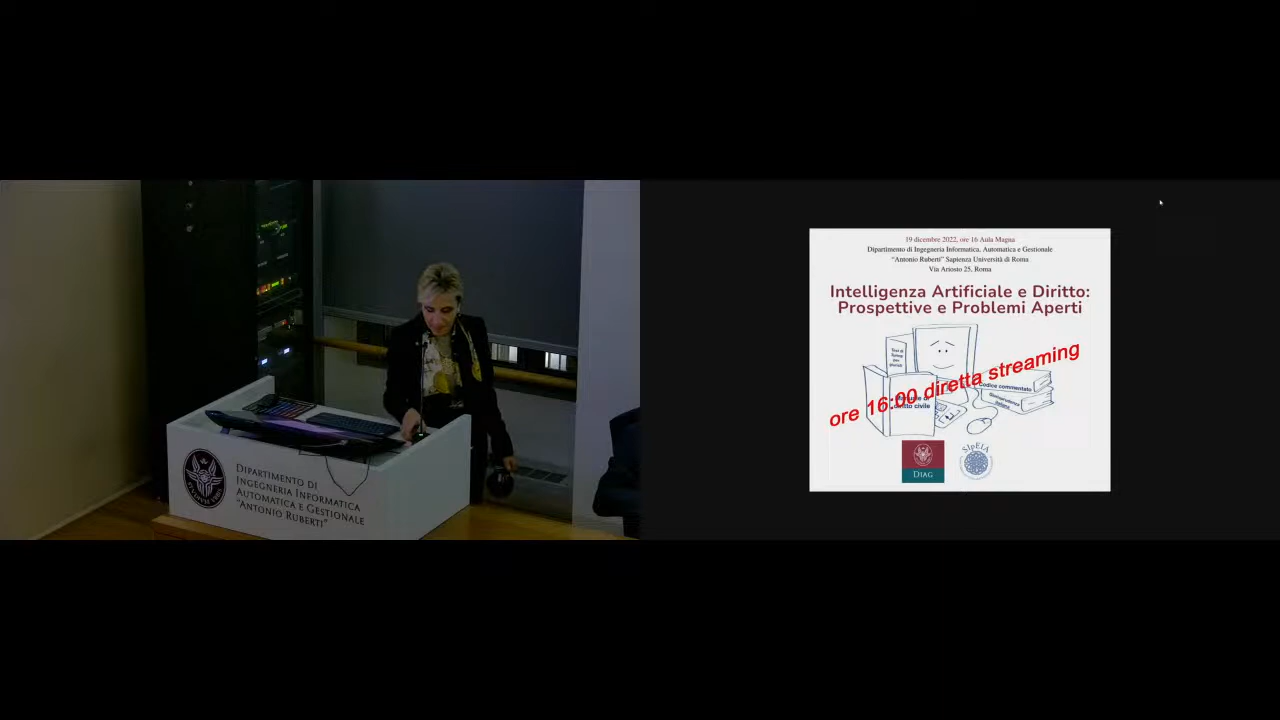 DIPARTIMENTO DI
INGEGNERIA INFORMATICA
AUTOMATICA E GESTIONALE
"ANTONIO RUBERTI"
19 dicembre 2022, ore 16 Aula Magna
Dipartimento di Ingegneria Informatica, Automatica e Gestionale
"Antonio Ruberti" Sapienza Università di Roma
Via Ariosto 25, Roma
Intelligenza Artificiale e Diritto:
Prospettive e Problemi Aperti
ore 16:00 diretta streaming
Codice commentato
diritto civile
DIAG
SIpEIA